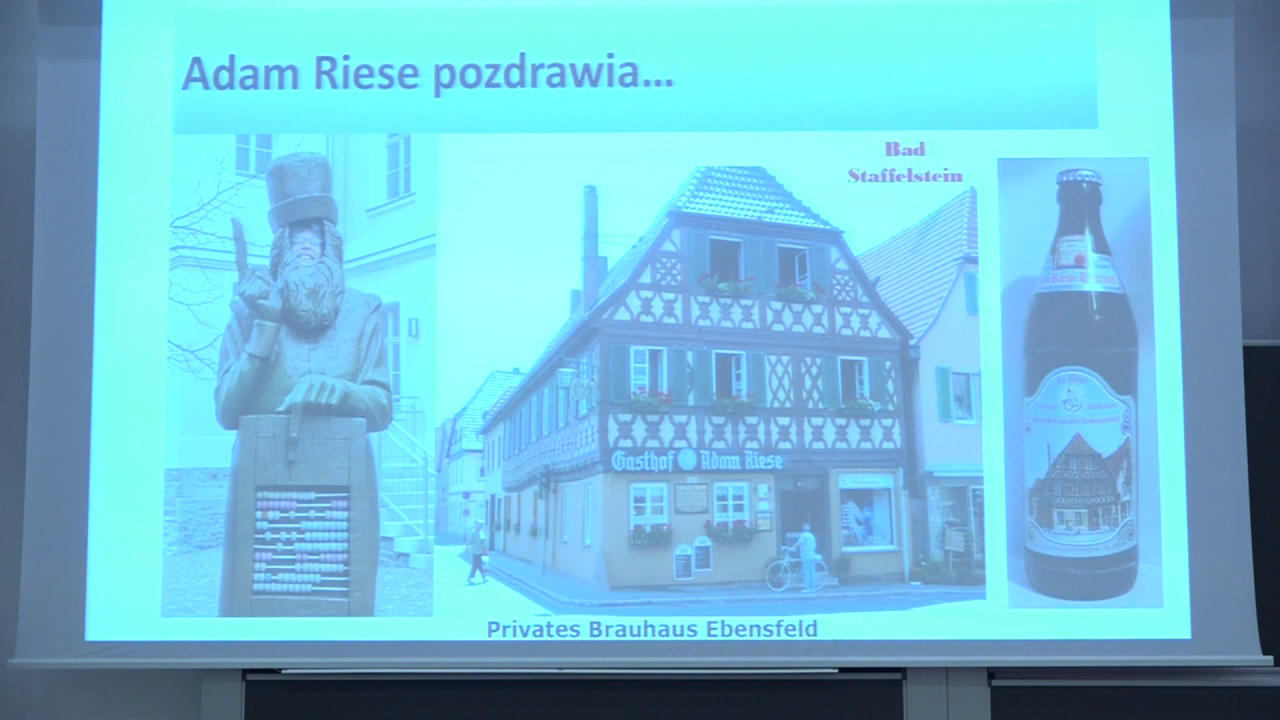 Adam Riese pozdrawia...
Bad
Staffelstein
Gasthof Adam Riese
Privates Brauhaus Ebensfeld